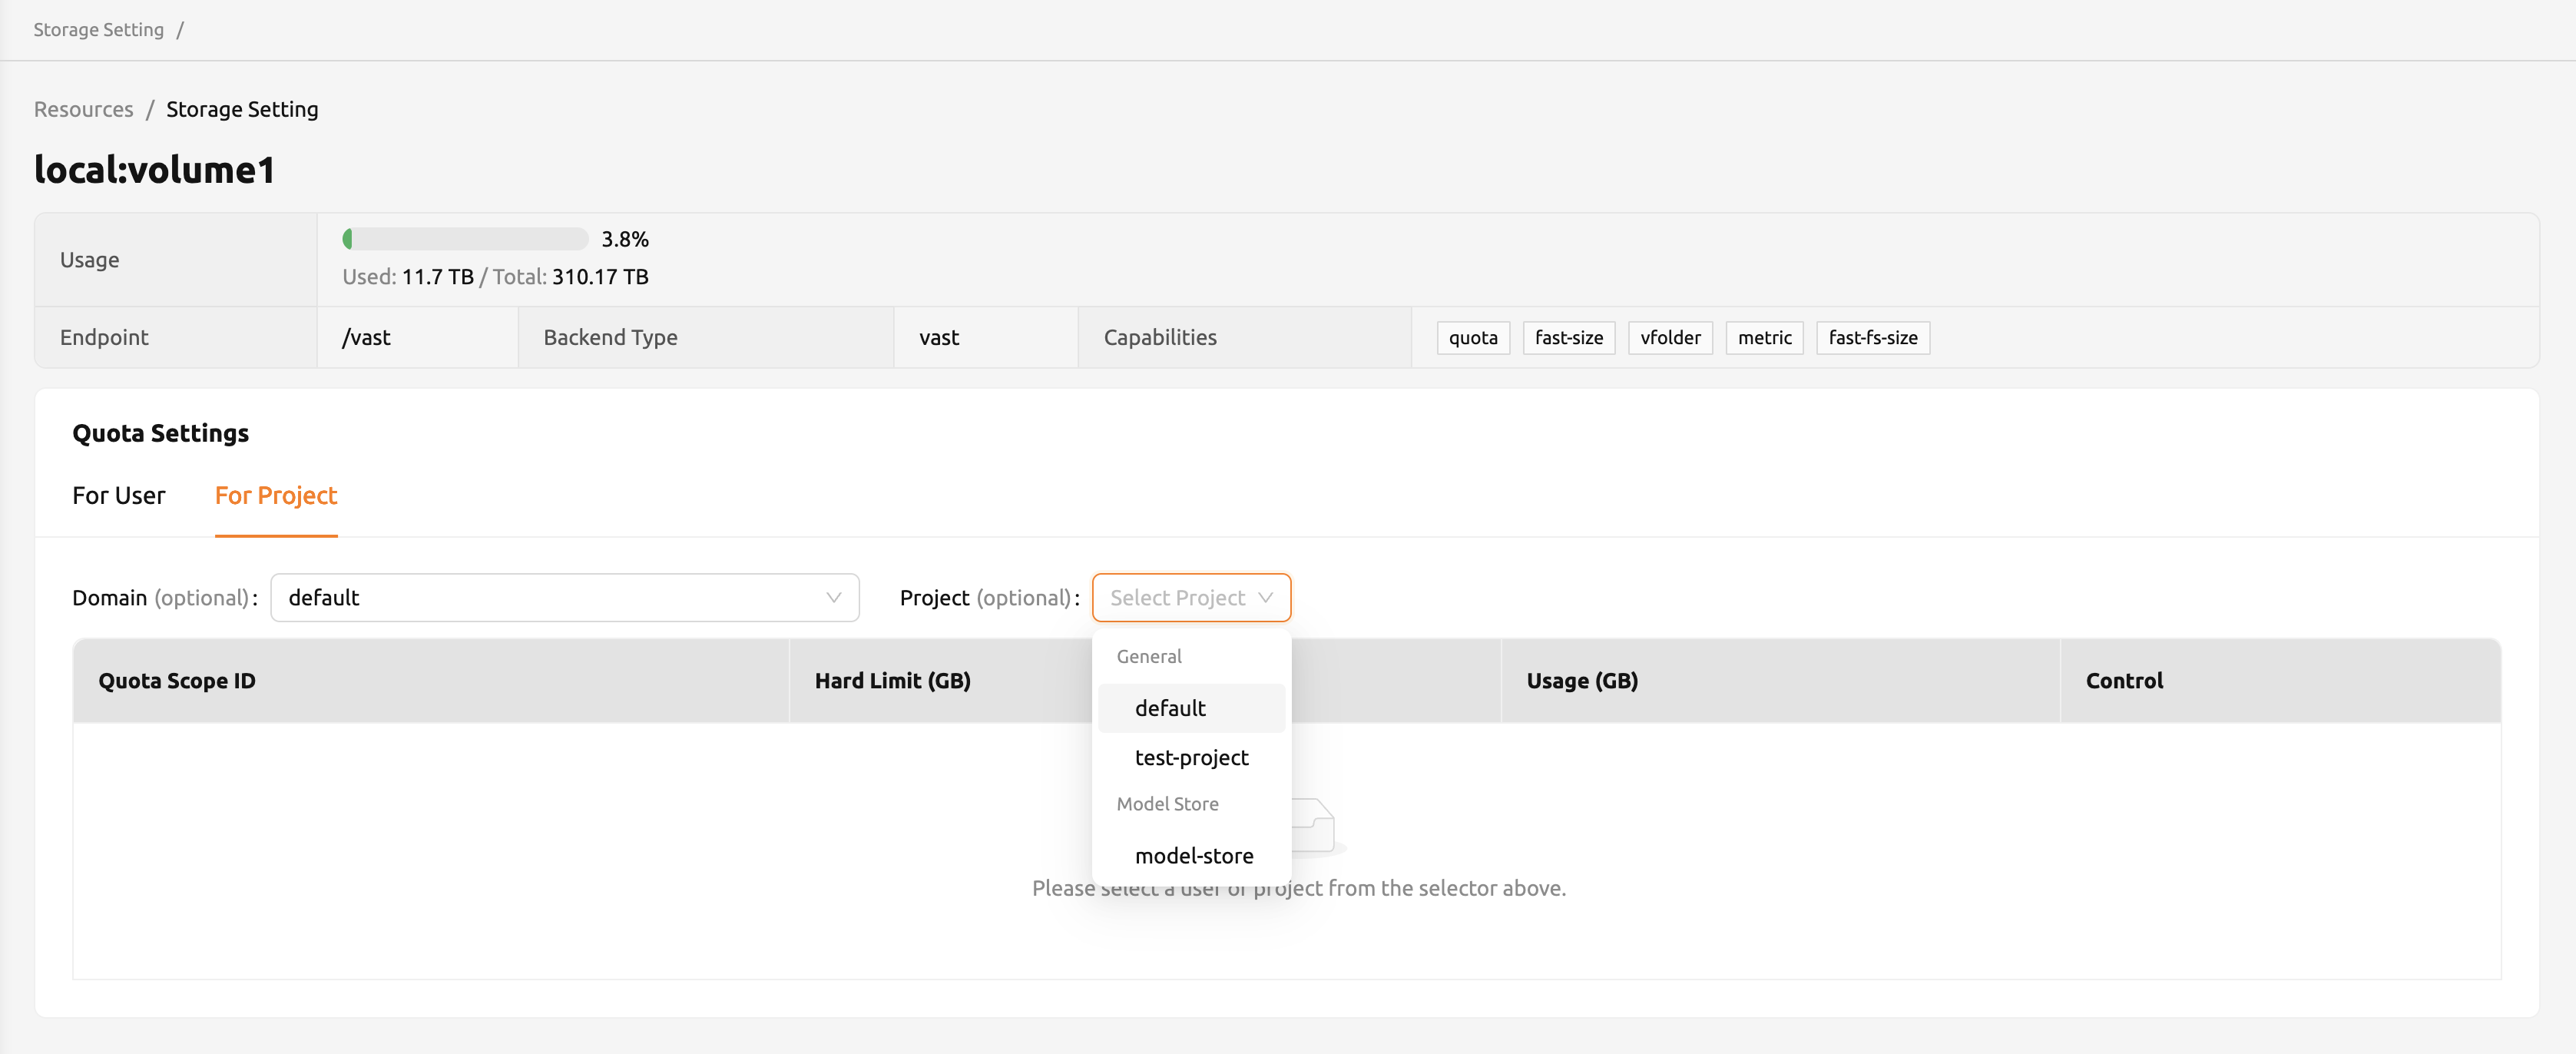 Storage Setting /
Resources / Storage Setting
local:volume1
Usage
3.8%
Used: 11.7 TB / Total: 310.17 TB
Endpoint /vast Backend Type vast Capabilities quota fast-size vfolder metric fast-fs-size
Quota Settings
For User For Project
Domain (optional): default Project (optional): Select Project
General
Quota Scope ID Hard Limit (GB) Usage (GB) Control
default
test-project
Model Store
model-store
Please select a user or project from the selector above.